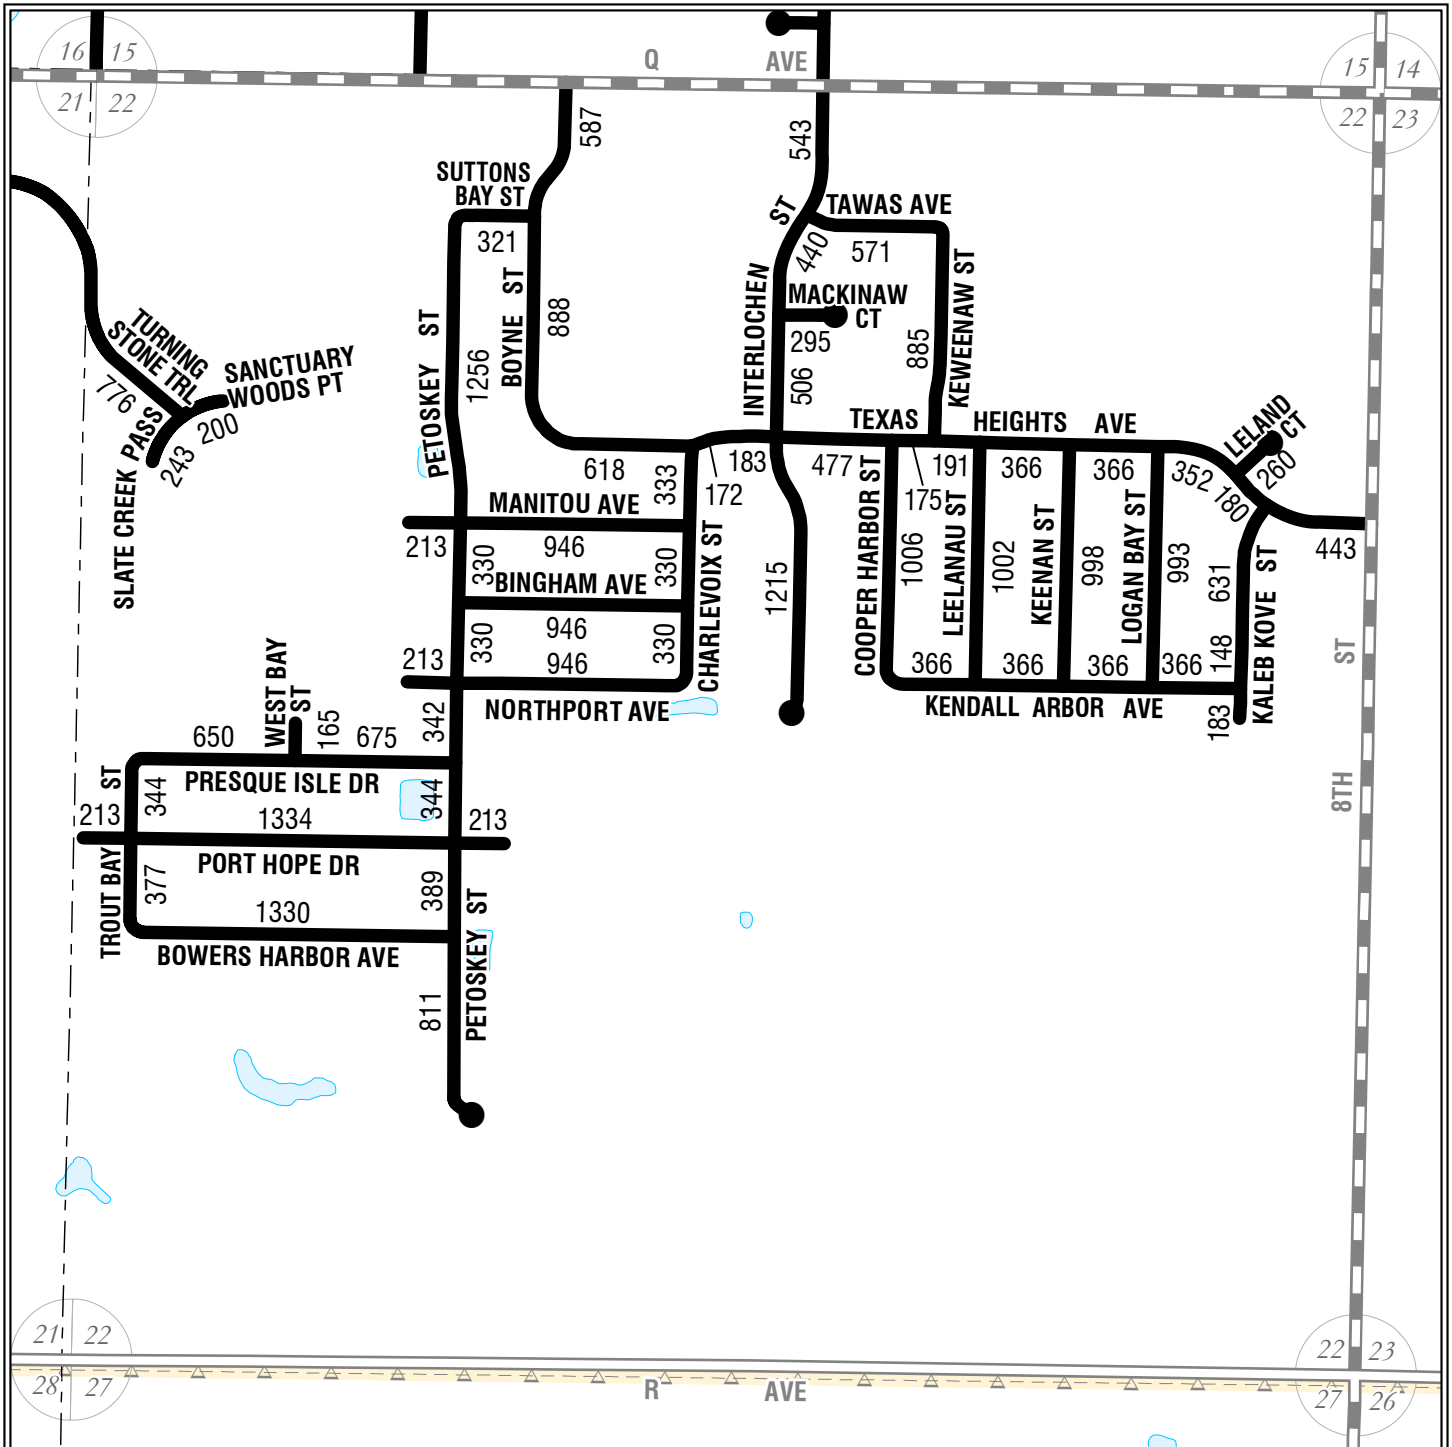 16 15
21 22
Q AVE
15 14
22 23
587
543
SUTTONS
BAY ST
321
BOYNE ST
888
PETOSKEY ST
1256
INTERLOCHEN ST
TAWAS AVE
440
571
MACKINAW
CT
295
506
885
KEWEENAW ST
TURNING
STONE TRL
776
SANCTUARY
WOODS PT
200
243
SLATE CREEK PASS
TEXAS HEIGHTS AVE
LELAND
CT
260
618
333
172
183
477
191
175
366
366
352
180
443
MANITOU AVE
213
946
330
330
BINGHAM AVE
946
330
330
213
946
NORTHPORT AVE
CHARLEVOIX ST
1215
COOPER HARBOR ST
1006
LEELANAU ST
1002
KEENAN ST
998
LOGAN BAY ST
993
631
148
183
KALEB KOVE ST
366
366
366
366
KENDALL ARBOR AVE
8TH ST
WEST BAY
ST
165
650
675
342
PRESQUE ISLE DR
344
344
213
1334
213
PORT HOPE DR
TROUT BAY ST
377
389
1330
BOWERS HARBOR AVE
811
PETOSKEY ST
21 22
28 27
R AVE
22 23
27 26